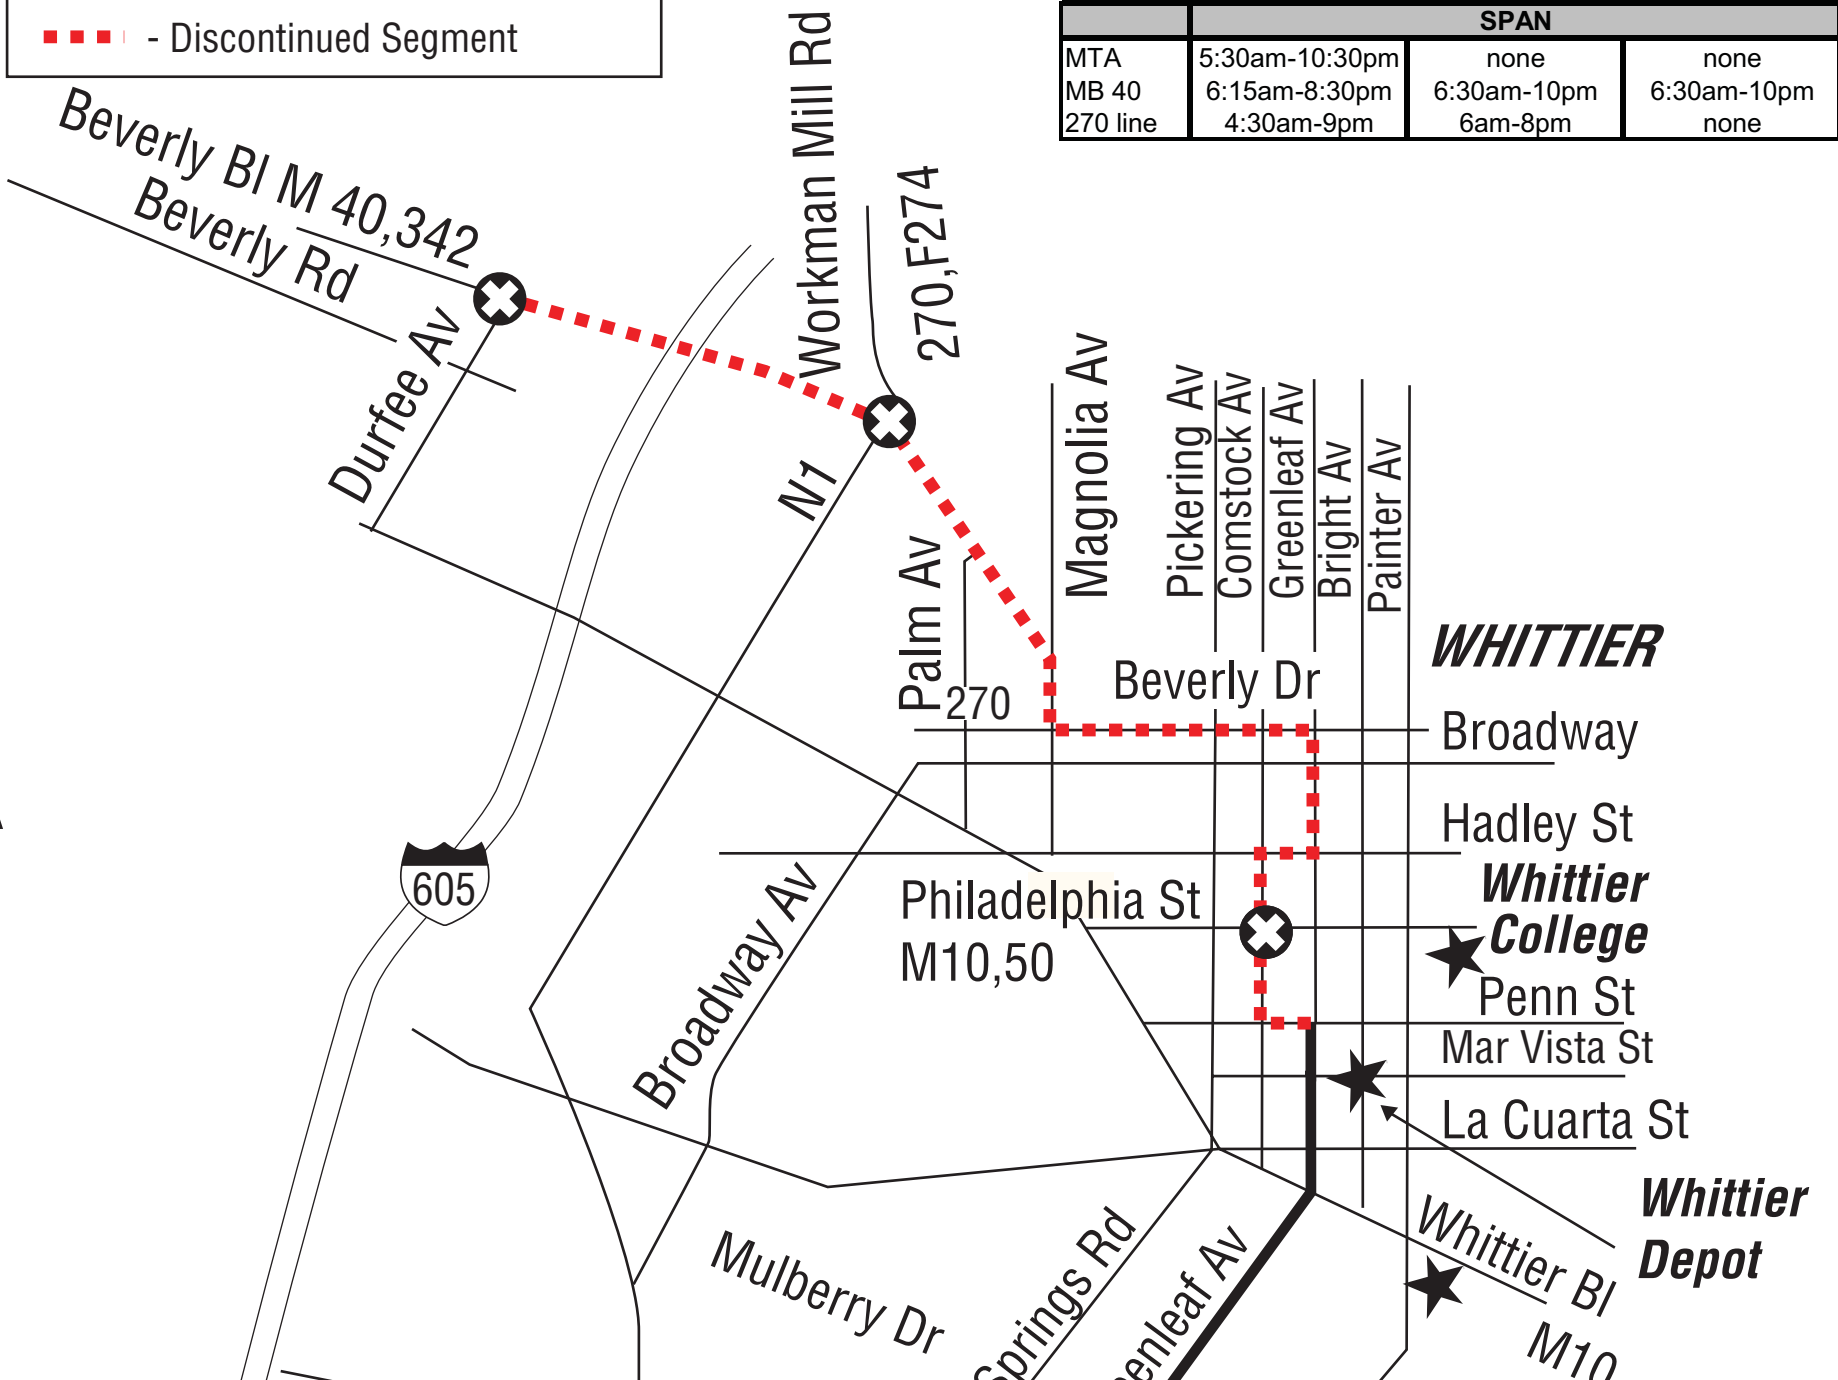 - Discontinued Segment
SPAN
MTA 5:30am-10:30pm none none
MB 40 6:15am-8:30pm 6:30am-10pm 6:30am-10pm
270 line 4:30am-9pm 6am-8pm none
Beverly Bl M 40,342
Beverly Rd
Durfee Av
Workman Mill Rd
270,F274
N1
Palm Av
270
Magnolia Av
Pickering Av
Comstock Av
Greenleaf Av
Bright Av
Painter Av
WHITTIER
Beverly Dr
Broadway
Hadley St
Whittier
College
Philadelphia St
M10,50
Penn St
Mar Vista St
La Cuarta St
605
Broadway Av
Whittier
Depot
Mulberry Dr
Springs Rd
eenleaf Av
Whittier Bl
M10